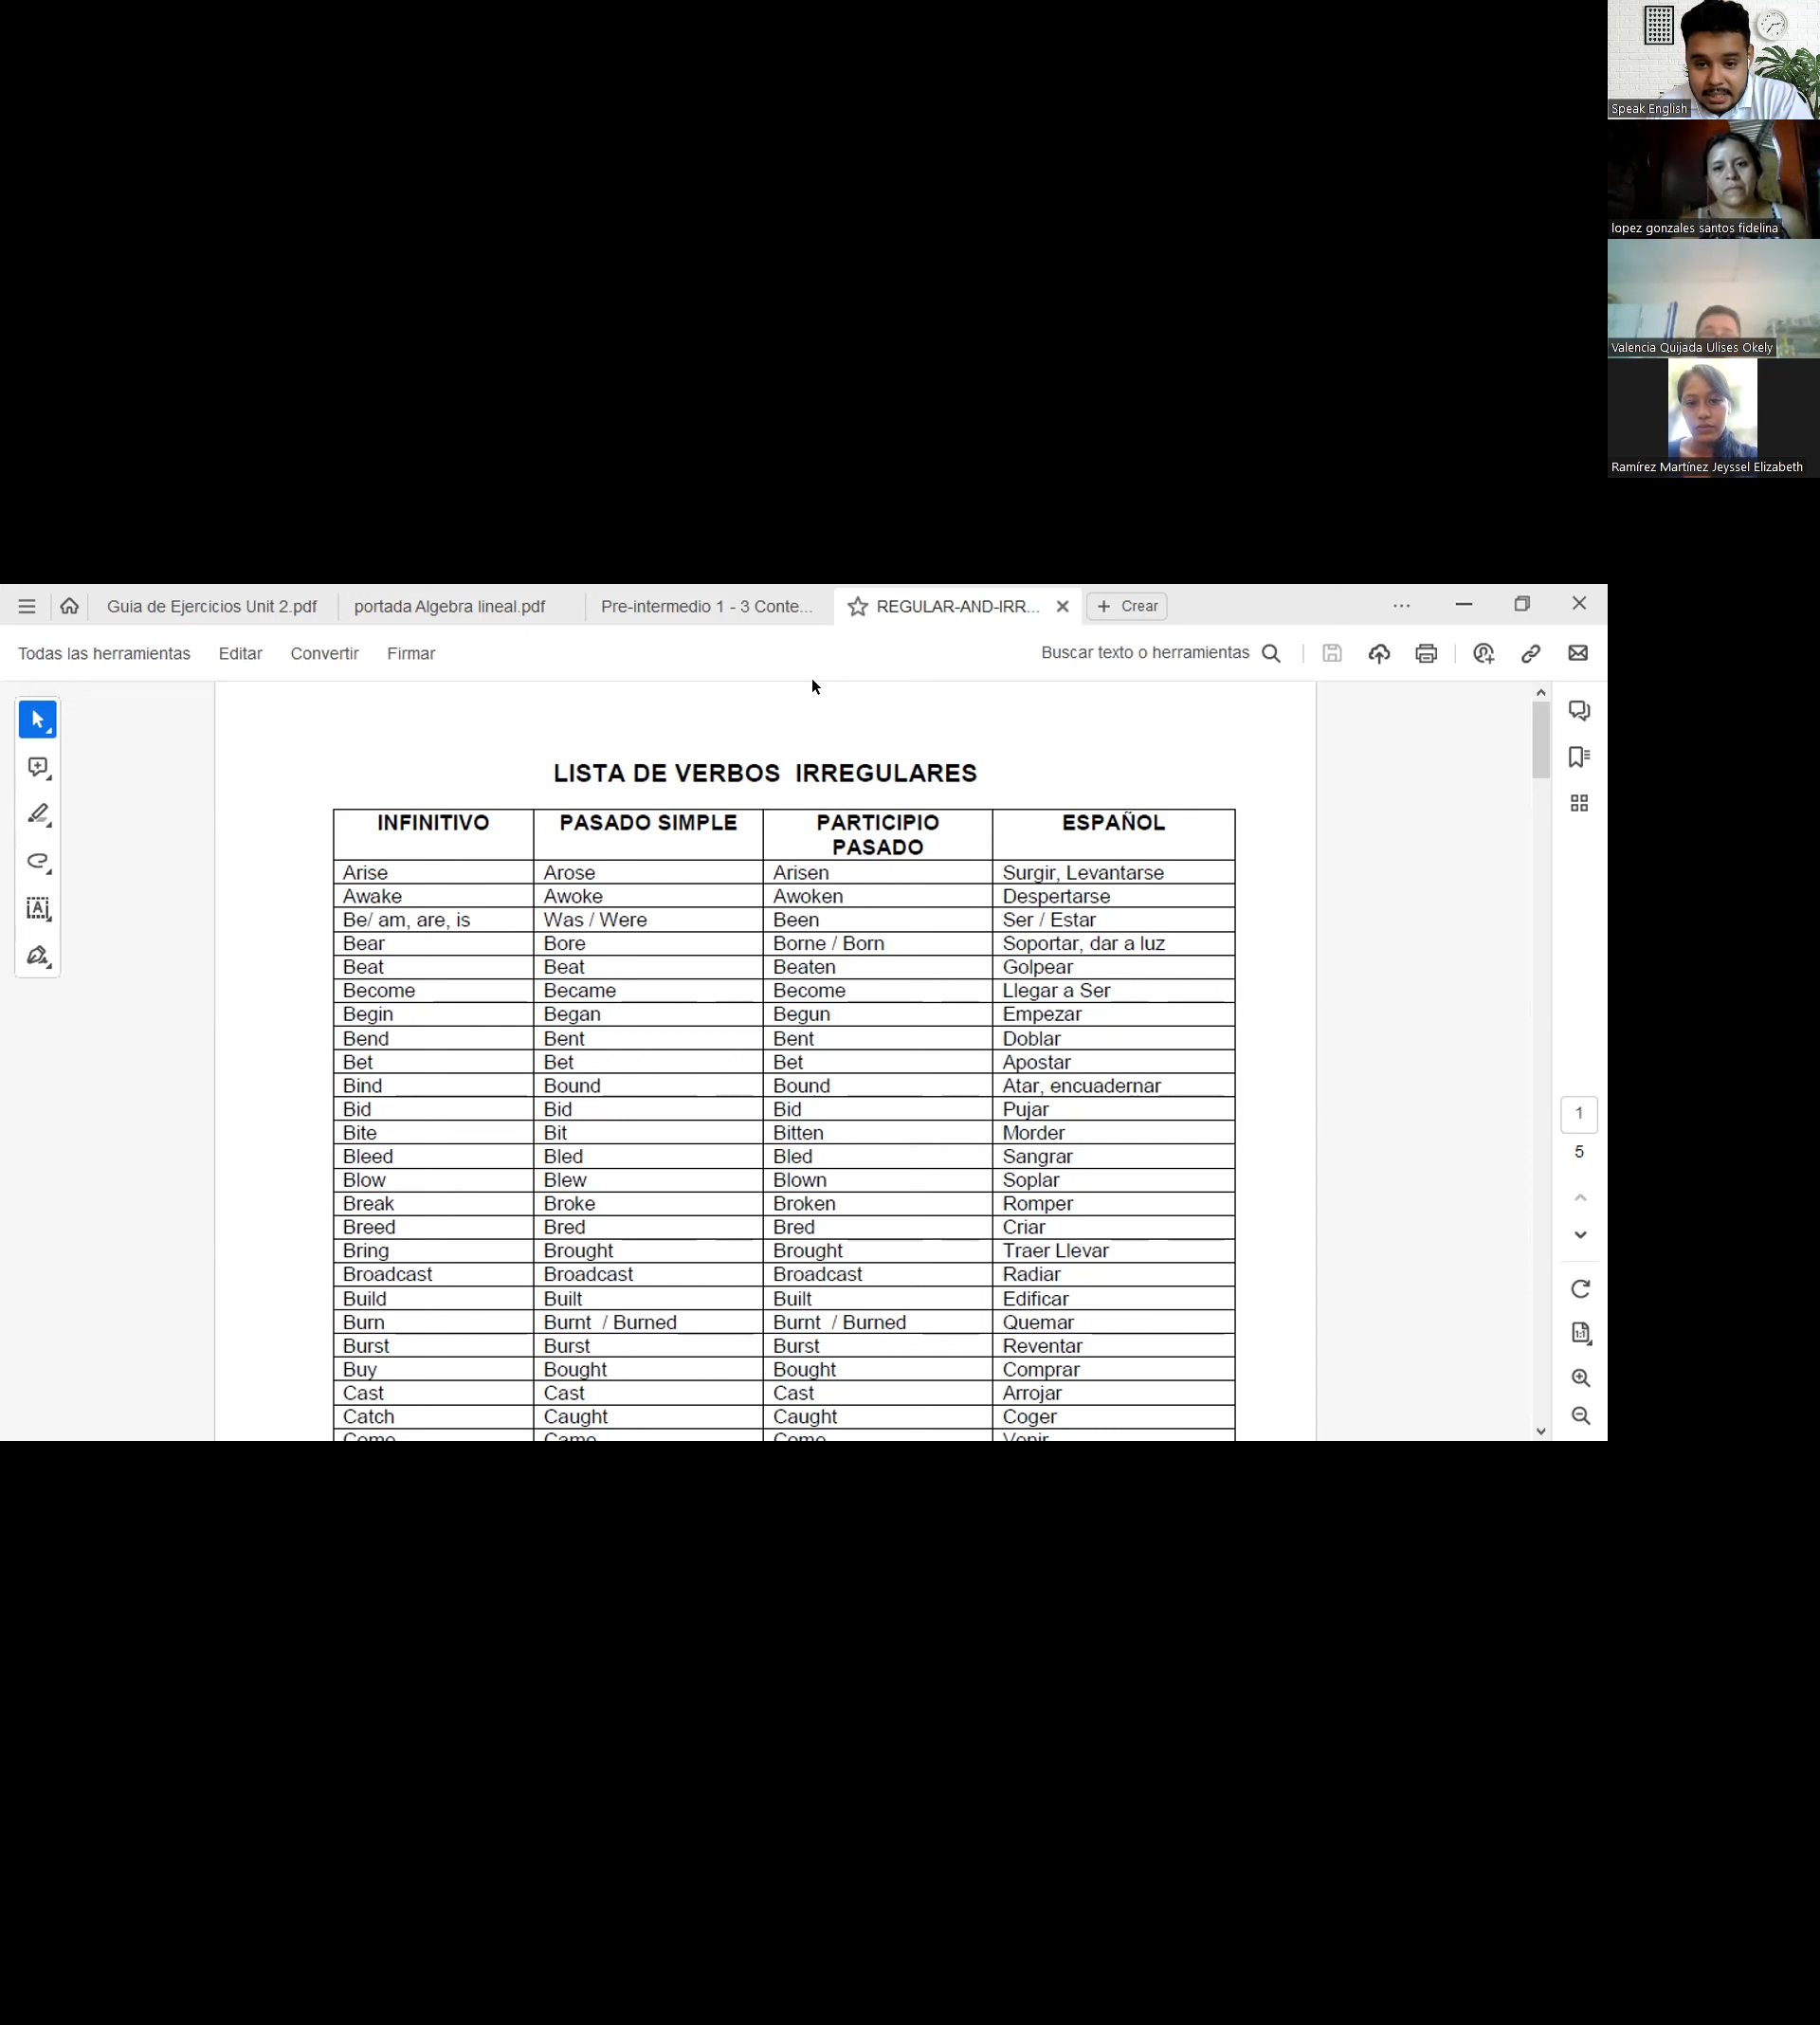 Speak English
lopez gonzales santos fidelina
Valencia Quijada Ulises Okely
Ramírez Martínez Jeyssel Elizabeth
Guia de Ejercicios Unit 2.pdf portada Algebra lineal.pdf Pre-intermedio 1 - 3 Conte... REGULAR-AND-IRR... + Crear
Todas las herramientas Editar Convertir Firmar Buscar texto o herramientas
LISTA DE VERBOS IRREGULARES
INFINITIVO PASADO SIMPLE PARTICIPIO PASADO ESPAÑOL
Arise Arose Arisen Surgir, Levantarse
Awake Awoke Awoken Despertarse
Be/ am, are, is Was / Were Been Ser / Estar
Bear Bore Borne / Born Soportar, dar a luz
Beat Beat Beaten Golpear
Become Became Become Llegar a Ser
Begin Began Begun Empezar
Bend Bent Bent Doblar
Bet Bet Bet Apostar
Bind Bound Bound Atar, encuadernar
Bid Bid Bid Pujar
Bite Bit Bitten Morder
Bleed Bled Bled Sangrar
Blow Blew Blown Soplar
Break Broke Broken Romper
Breed Bred Bred Criar
Bring Brought Brought Traer Llevar
Broadcast Broadcast Broadcast Radiar
Build Built Built Edificar
Burn Burnt / Burned Burnt / Burned Quemar
Burst Burst Burst Reventar
Buy Bought Bought Comprar
Cast Cast Cast Arrojar
Catch Caught Caught Coger
Come Came Come Venir
1
5